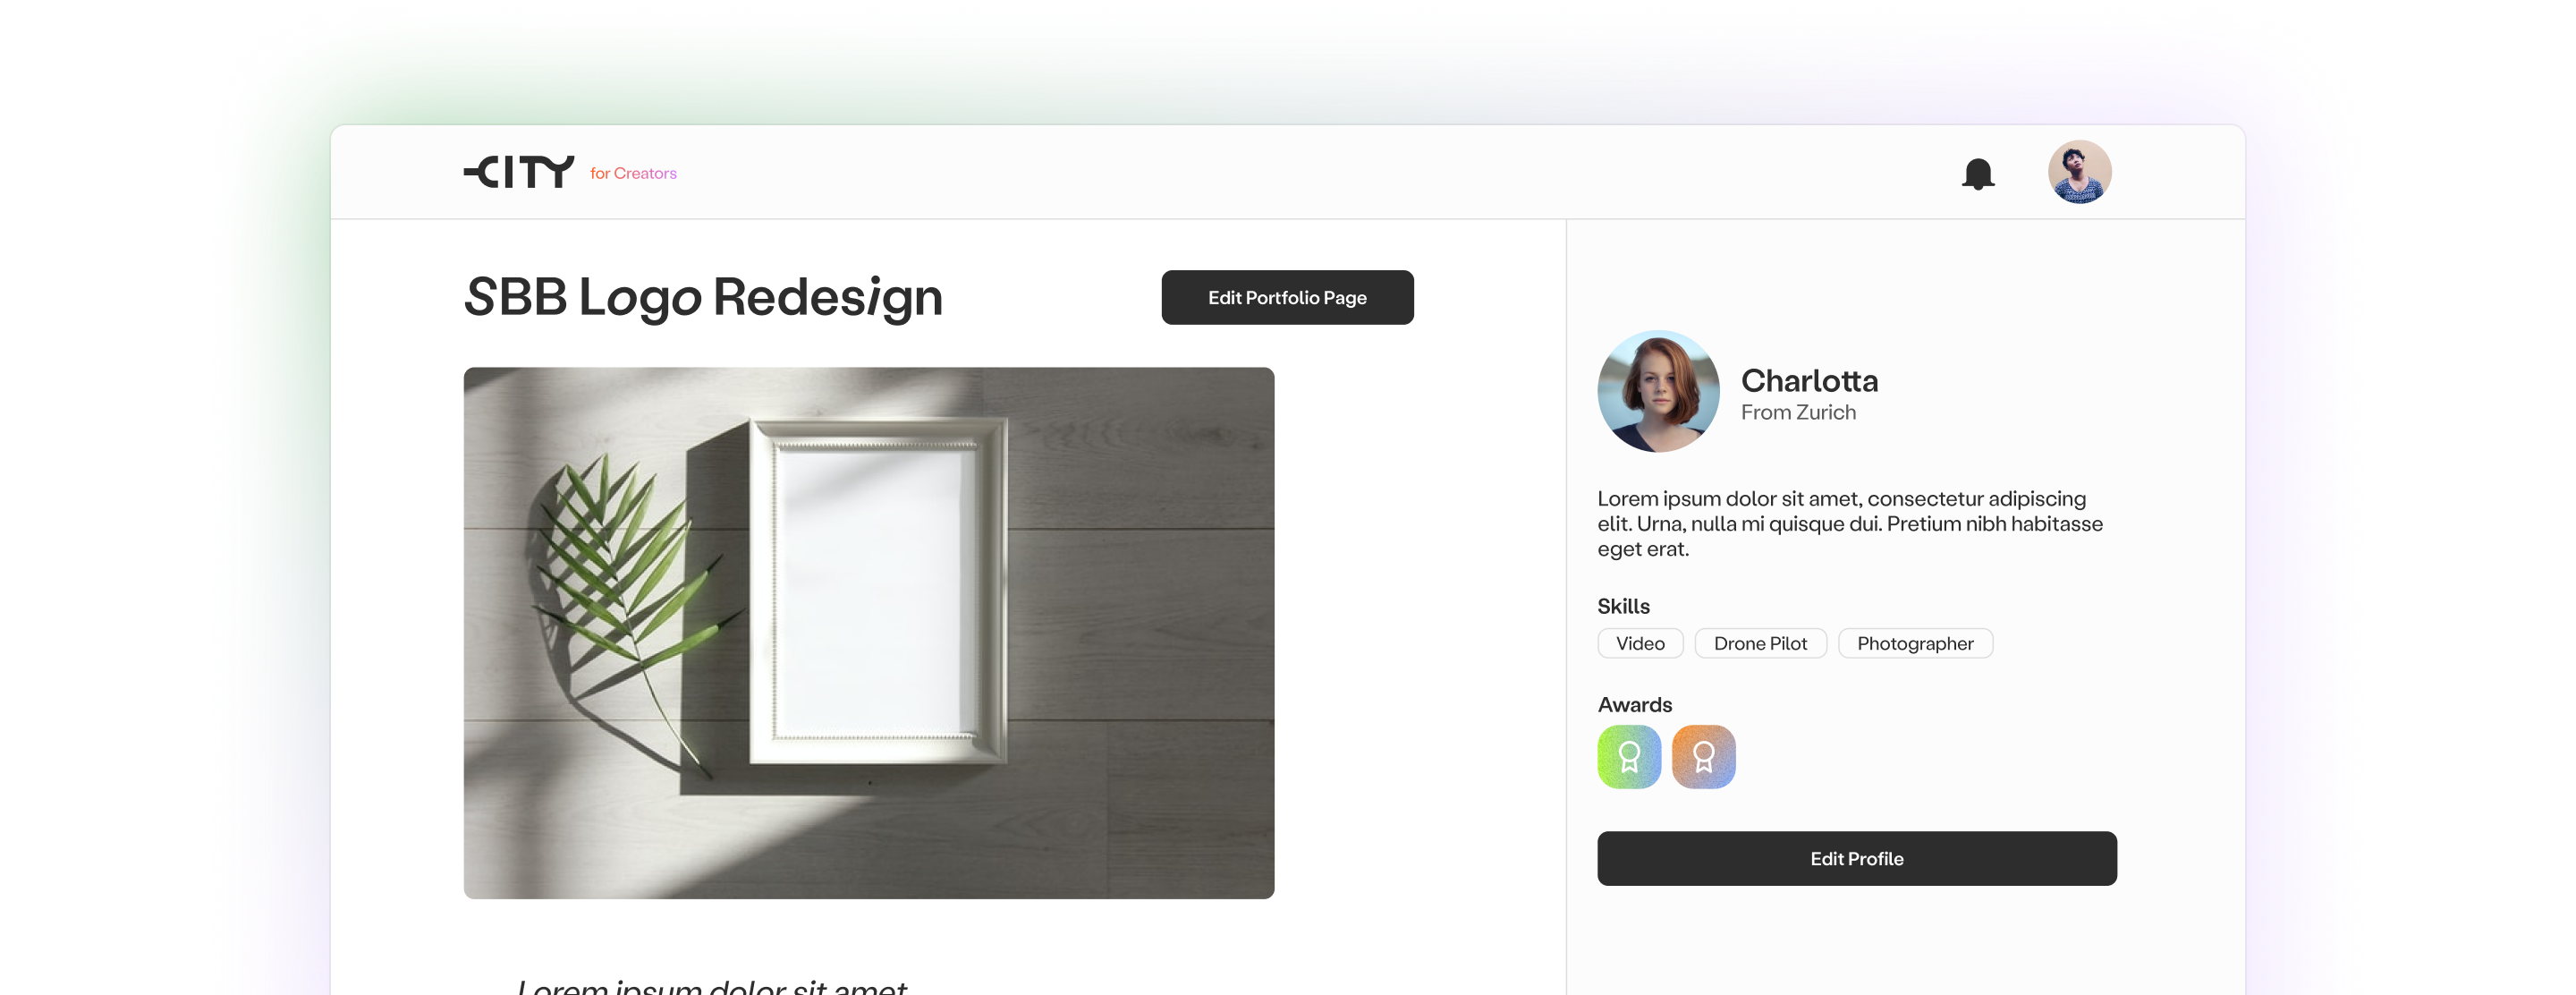 CITY for Creators
SBB Logo Redesign
Edit Portfolio Page
Lorem ipsum dolor sit amet
Charlotta
From Zurich
Lorem ipsum dolor sit amet, consectetur adipiscing
elit. Urna, nulla mi quisque dui. Pretium nibh habitasse
eget erat.
Skills
Video
Drone Pilot
Photographer
Awards
Edit Profile